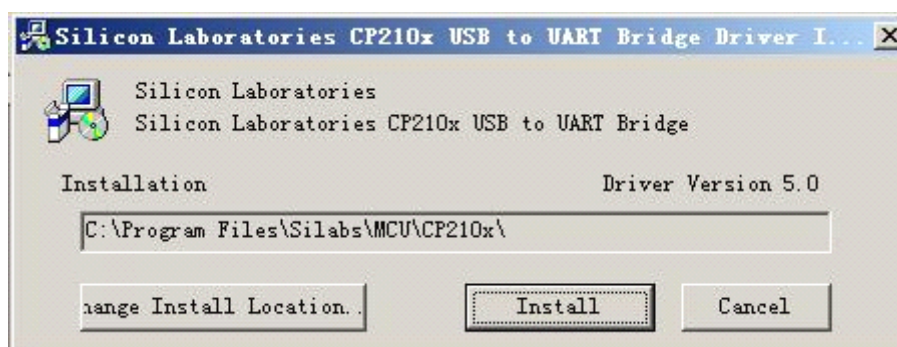 Silicon Laboratories CP210x USB to UART Bridge Driver I...
Silicon Laboratories
Silicon Laboratories CP210x USB to UART Bridge
Installation Driver Version 5.0
C:\Program Files\Silabs\MCU\CP210x\
hange Install Location.. Install Cancel